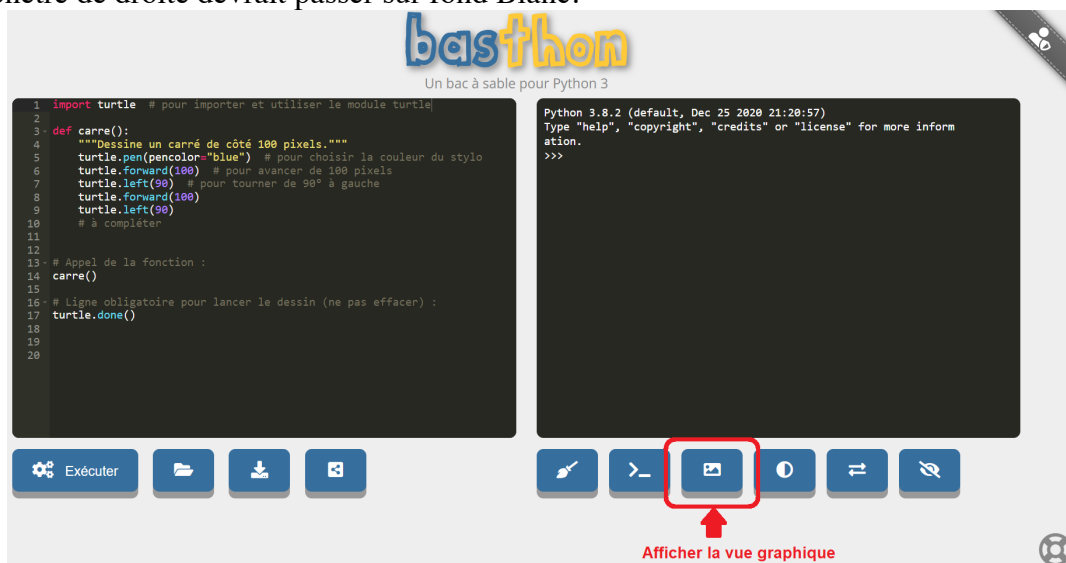 fenêtre de droite devrait passer sur fond Blanc.
basthon
Un bac à sable pour Python 3
1 import turtle # pour importer et utiliser le module turtle
2
3 def carre():
4 """Dessine un carré de côté 100 pixels."""
5 turtle.pen(pencolor="blue") # pour choisir la couleur du stylo
6 turtle.forward(100) # pour avancer de 100 pixels
7 turtle.left(90) # pour tourner de 90° à gauche
8 turtle.forward(100)
9 turtle.left(90)
10 # à compléter
11
12
13 # Appel de la fonction :
14 carre()
15
16 # Ligne obligatoire pour lancer le dessin (ne pas effacer) :
17 turtle.done()
18
19
20
Python 3.8.2 (default, Dec 25 2020 21:20:57)
Type "help", "copyright", "credits" or "license" for more inform
ation.
>>>
Exécuter
Afficher la vue graphique